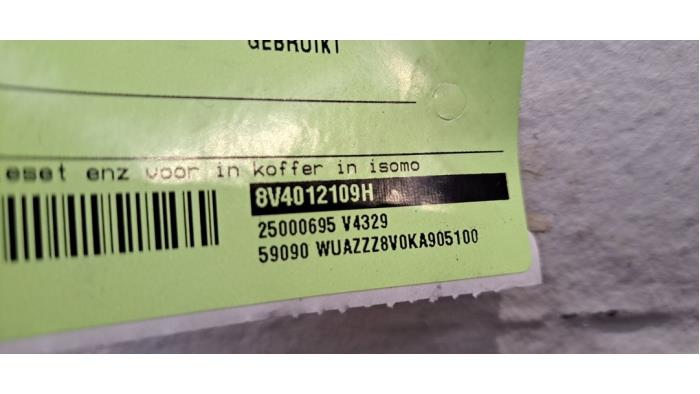 GEBRUIKT
eset enz voor in koffer in isomo
8V4012109H
25000695 V4329
59090 WUAZZZ8V0KA905100